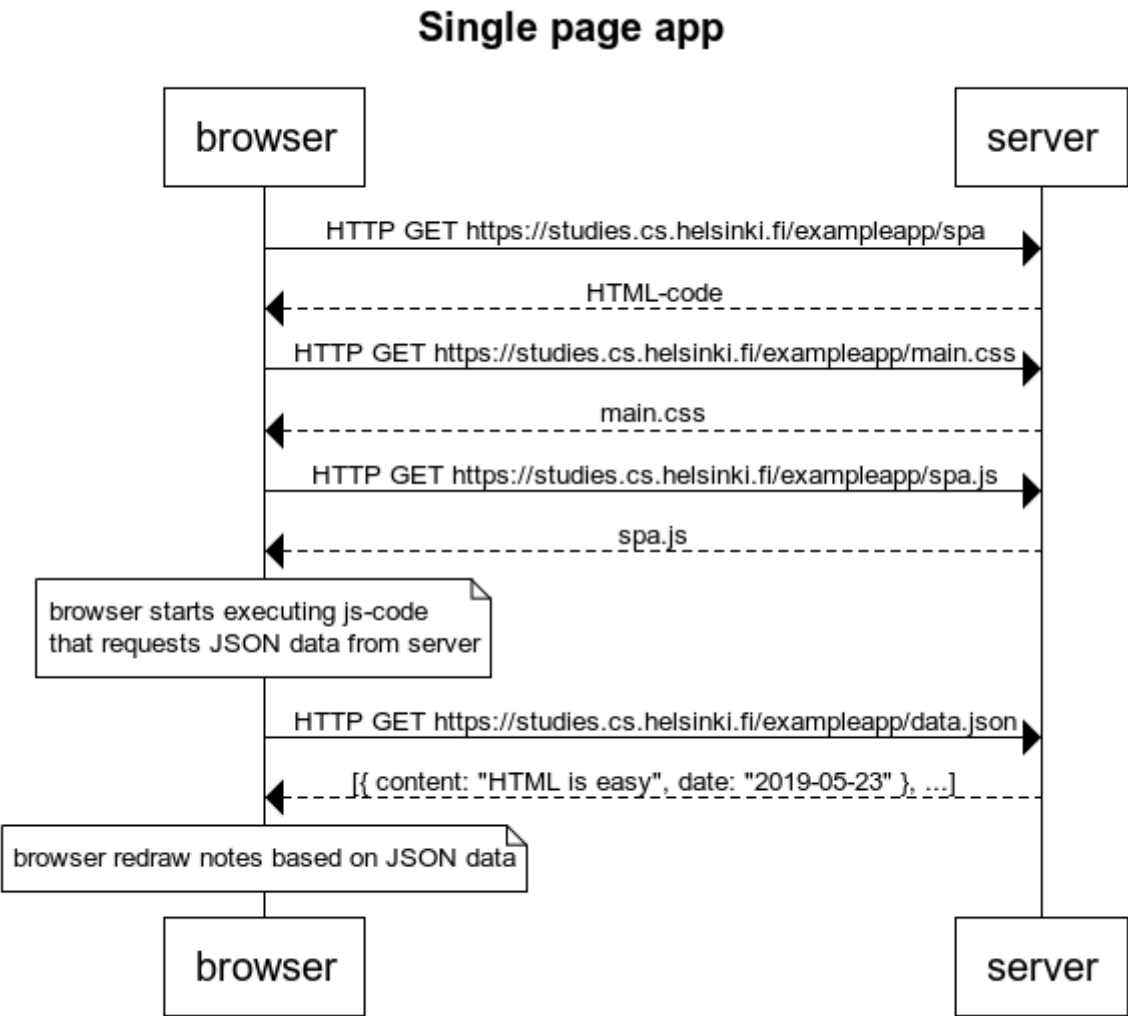 Single page app
browser
server
HTTP GET https://studies.cs.helsinki.fi/exampleapp/spa
HTML-code
HTTP GET https://studies.cs.helsinki.fi/exampleapp/main.css
main.css
HTTP GET https://studies.cs.helsinki.fi/exampleapp/spa.js
spa.js
browser starts executing js-code
that requests JSON data from server
HTTP GET https://studies.cs.helsinki.fi/exampleapp/data.json
[{ content: "HTML is easy", date: "2019-05-23" }, ...]
browser redraw notes based on JSON data
browser
server